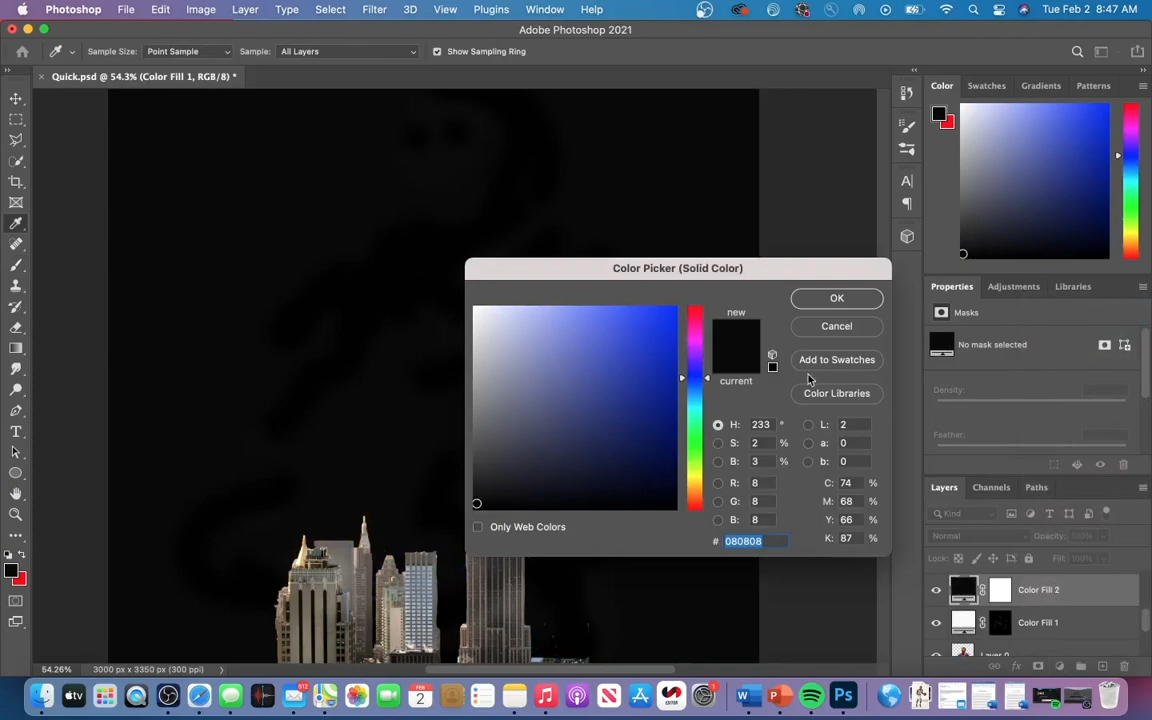 Photoshop File Edit Image Layer Type Select Filter 3D View Plugins Window Help Tue Feb 2 8:47 AM
Adobe Photoshop 2021
Sample Size: Point Sample Sample: All Layers Show Sampling Ring
Quick.psd @ 54.3% (Color Fill 1, RGB/8) *
Color Swatches Gradients Patterns
Color Picker (Solid Color)
new
current
OK
Cancel
Add to Swatches
Color Libraries
H: 233 ° L: 2
S: 2 % a: 0
B: 3 % b: 0
R: 8 C: 74 %
G: 8 M: 68 %
B: 8 Y: 66 %
# 080808 K: 87 %
Only Web Colors
Properties Adjustments Libraries
Masks
No mask selected
Density:
Feather:
Layers Channels Paths
Kind
Normal Opacity: 100%
Lock: Fill: 100%
Color Fill 2
Color Fill 1
Layer 0
54.26% 3000 px x 3350 px (300 ppi)
tv
FEB
2
W
P
Ps